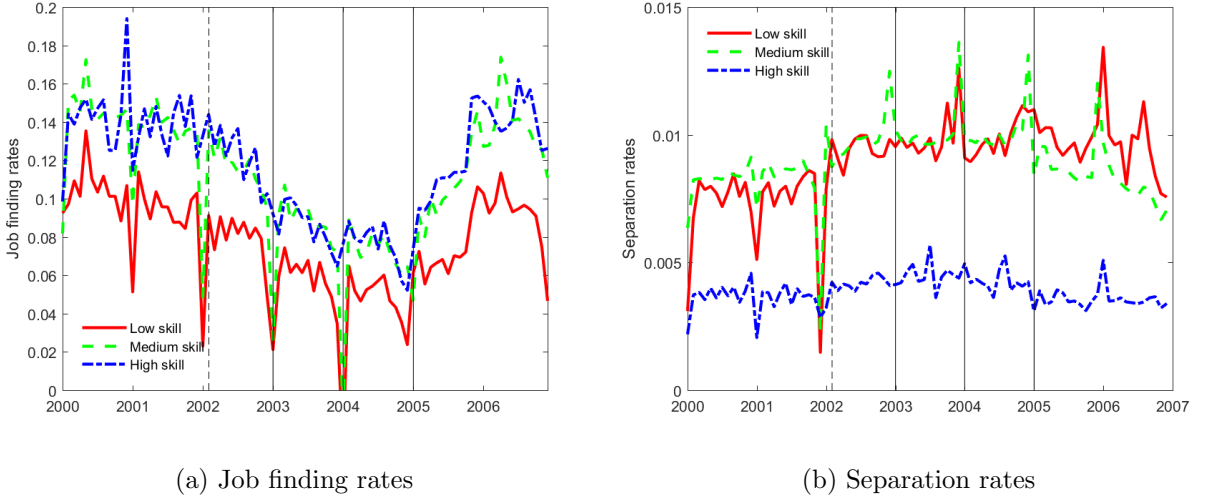 0.2
0.18
0.16
0.14
0.12
0.1
0.08
0.06
0.04
0.02
0
Job finding rates
Low skill
Medium skill
High skill
2000 2001 2002 2003 2004 2005 2006
0.015
0.01
0.005
0
Separation rates
Low skill
Medium skill
High skill
2000 2001 2002 2003 2004 2005 2006 2007
(a) Job finding rates
(b) Separation rates